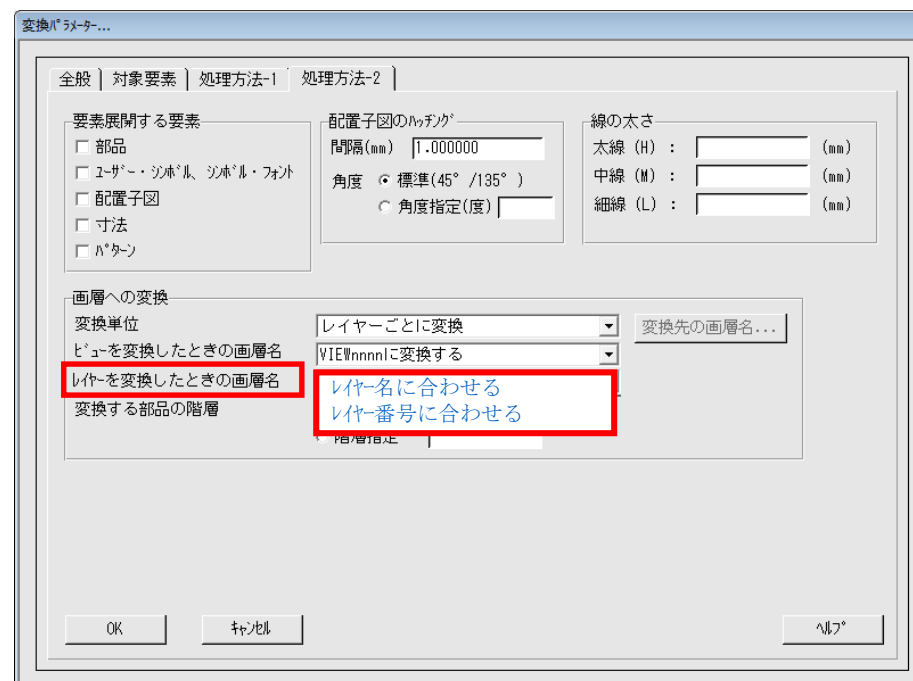 変換ﾊﾟﾗﾒｰﾀｰ...
全般 対象要素 処理方法-1 処理方法-2
要素展開する要素
部品
ﾕｰｻﾞｰ・ｼﾝﾎﾞﾙ、ｼﾝﾎﾞﾙ・ﾌｫﾝﾄ
配置子図
寸法
ﾊﾟﾀｰﾝ
配置子図のﾊｯﾁﾝｸﾞ
間隔(mm) 1.000000
角度 標準(45°/135°)
角度指定(度)
線の太さ
太線 (H) : (mm)
中線 (M) : (mm)
細線 (L) : (mm)
画層への変換
変換単位 レイヤーごとに変換 変換先の画層名...
ﾋﾞｭｰを変換したときの画層名 VIEWnnnnに変換する
ﾚｲﾔｰを変換したときの画層名 ﾚｲﾔｰ名に合わせる
ﾚｲﾔｰ番号に合わせる
変換する部品の階層
階層指定
OK ｷｬﾝｾﾙ ﾍﾙﾌﾟ